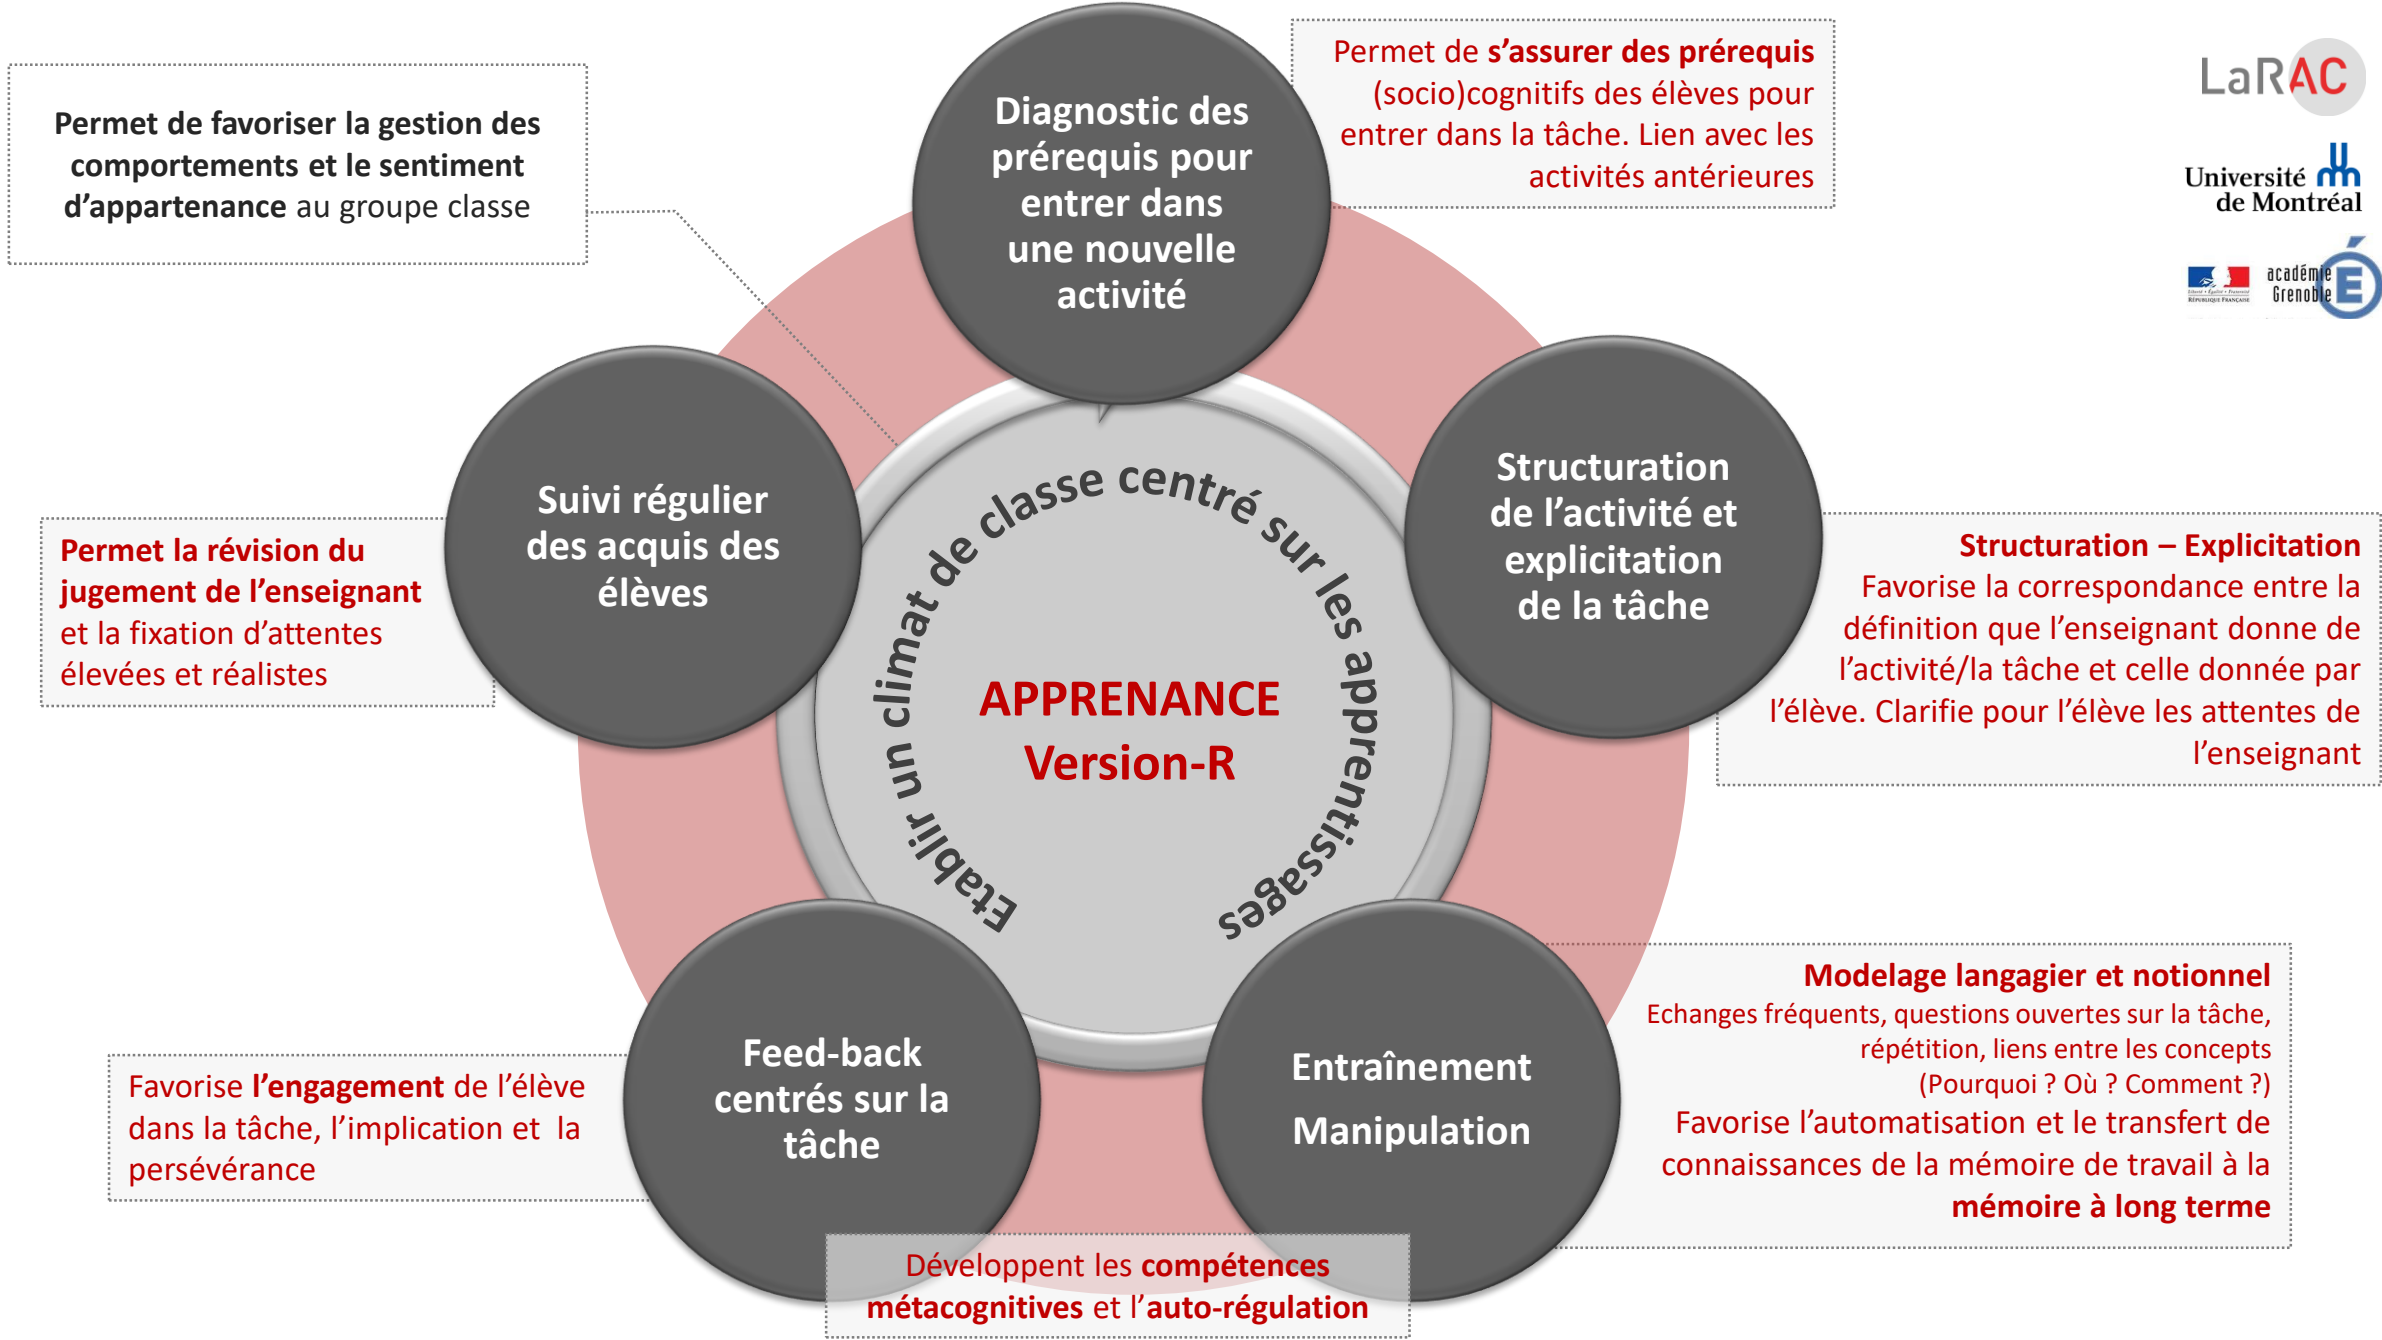 Permet de favoriser la gestion des
comportements et le sentiment
d’appartenance au groupe classe
Diagnostic des
prérequis pour
entrer dans
une nouvelle
activité
Permet de s’assurer des prérequis
(socio)cognitifs des élèves pour
entrer dans la tâche. Lien avec les
activités antérieures
LaRAC
Université
de Montréal
académie
Grenoble
É
RÉPUBLIQUE FRANÇAISE
Structuration
de l’activité et
explicitation
de la tâche
Structuration – Explicitation
Favorise la correspondance entre la
définition que l’enseignant donne de
l’activité/la tâche et celle donnée par
l’élève. Clarifie pour l’élève les attentes de
l’enseignant
Suivi régulier
des acquis des
élèves
Permet la révision du
jugement de l’enseignant
et la fixation d’attentes
élevées et réalistes
Etablir un climat de classe centré sur les apprentissages
APPRENANCE
Version-R
Entraînement
Manipulation
Modelage langagier et notionnel
Echanges fréquents, questions ouvertes sur la tâche,
répétition, liens entre les concepts
(Pourquoi ? Où ? Comment ?)
Favorise l’automatisation et le transfert de
connaissances de la mémoire de travail à la
mémoire à long terme
Feed-back
centrés sur la
tâche
Favorise l’engagement de l’élève
dans la tâche, l’implication et la
persévérance
Développent les compétences
métacognitives et l’auto-régulation